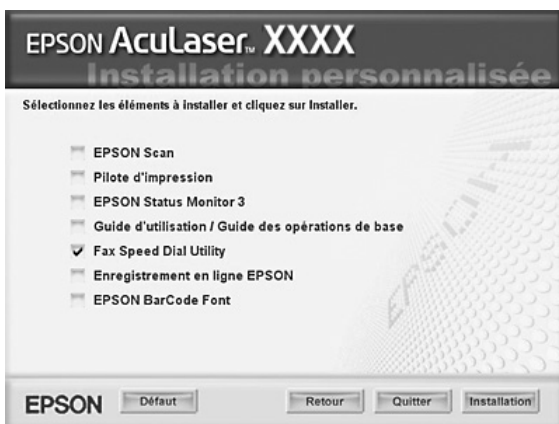 EPSON AcuLaser™ XXXX
Installation personnalisée
Sélectionnez les éléments à installer et cliquez sur Installer.
EPSON Scan
Pilote d'impression
EPSON Status Monitor 3
Guide d'utilisation / Guide des opérations de base
Fax Speed Dial Utility
Enregistrement en ligne EPSON
EPSON BarCode Font
EPSON
EPSON Défaut Retour Quitter Installation